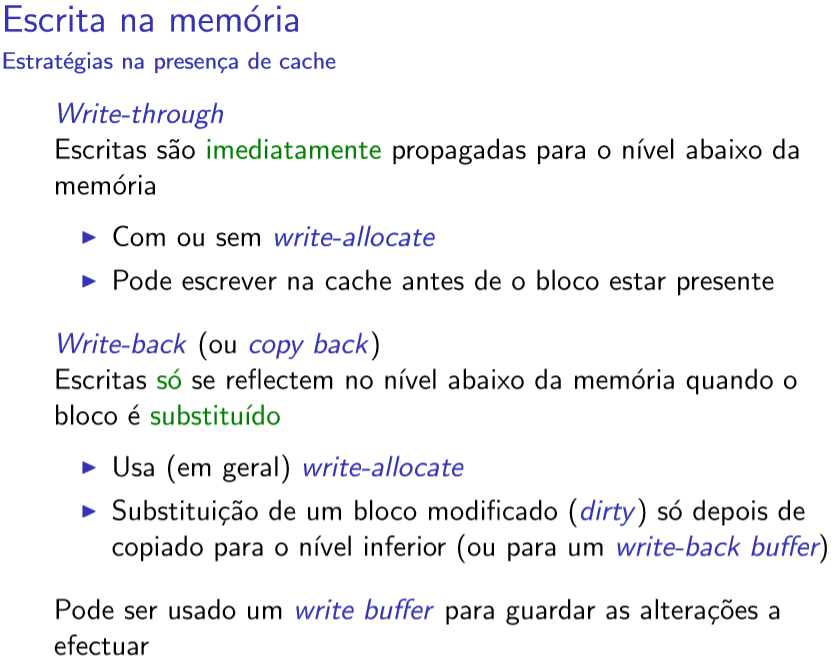 Escrita na memória
Estratégias na presença de cache
Write-through
Escritas são imediatamente propagadas para o nível abaixo da
memória
▶ Com ou sem write-allocate
▶ Pode escrever na cache antes de o bloco estar presente
Write-back (ou copy back)
Escritas só se reflectem no nível abaixo da memória quando o
bloco é substituído
▶ Usa (em geral) write-allocate
▶ Substituição de um bloco modificado (dirty) só depois de
copiado para o nível inferior (ou para um write-back buffer)
Pode ser usado um write buffer para guardar as alterações a
efectuar